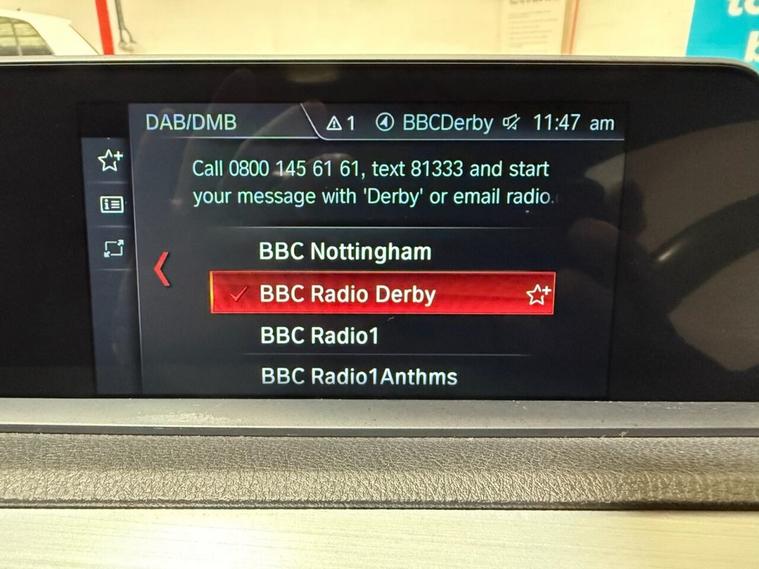 DAB/DMB
1
BBCDerby
11:47 am
Call 0800 145 61 61, text 81333 and start
your message with 'Derby' or email radio.
BBC Nottingham
BBC Radio Derby
BBC Radio1
BBC Radio1Anthms